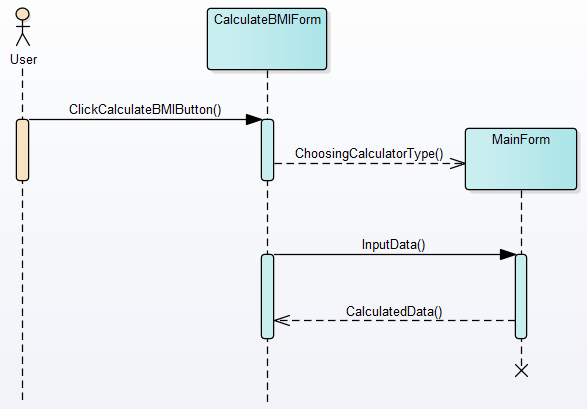 CalculateBMIForm
User
ClickCalculateBMIButton()
ChoosingCalculatorType()
MainForm
InputData()
CalculatedData()